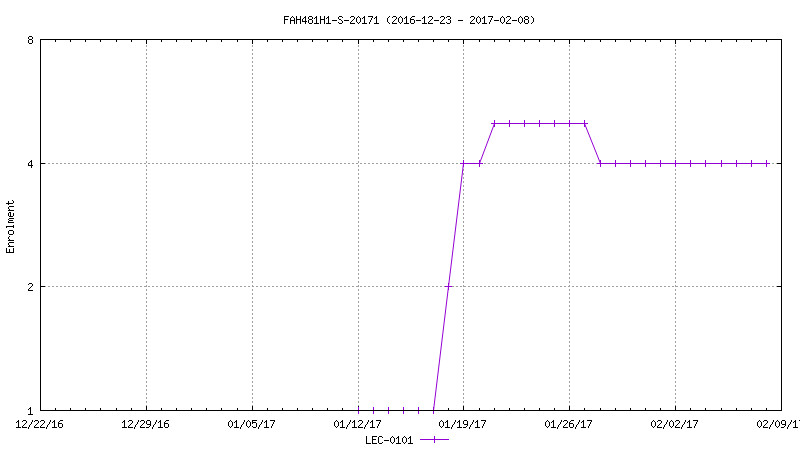 FAH481H1-S-20171 (2016-12-23 - 2017-02-08)
8
4
2
1
Enrolment
12/22/16 12/29/16 01/05/17 01/12/17 01/19/17 01/26/17 02/02/17 02/09/1
LEC-0101